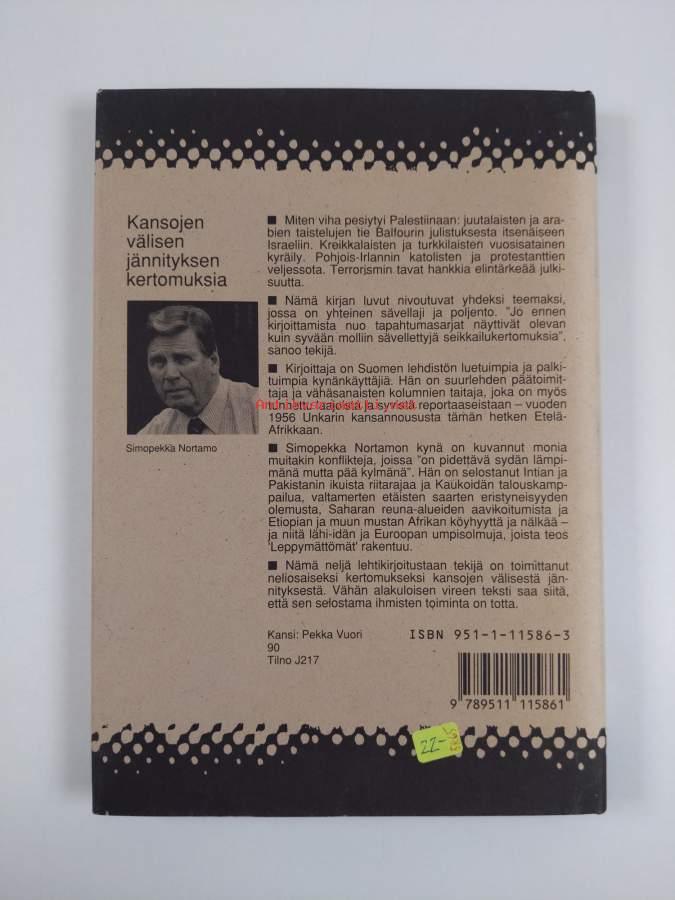 Kansojen
välisen
jännityksen
kertomuksia
Simopekka Nortamo
■ Miten viha pesiytyi Palestiinaan: juutalaisten ja ara-
bien taistelujen tie Balfourin julistuksesta itsenäiseen
Israeliin. Kreikkalaisten ja turkkilaisten vuosisatainen
kyräily. Pohjois-Irlannin katolisten ja protestanttien
veljessota. Terrorismin tavat hankkia elintärkeää julki-
suutta.
■ Nämä kirjan luvut nivoutuvat yhdeksi teemaksi,
jossa on yhteinen sävellaji ja poljento. ”Jo ennen
kirjoittamista nuo tapahtumasarjat näyttivät olevan
kuin syvään molliin sävellettyjä seikkailukertomuksia”,
sanoo tekijä.
■ Kirjoittaja on Suomen lehdistön luetuimpia ja palki-
tuimpia kynänkäyttäjiä. Hän on suurlehden päätoimit-
taja ja vähäsanaisten kolumnien taitaja, joka on myös
tunnettu laajoista ja syvistä reportaaseistaan – vuoden
1956 Unkarin kansannoususta tämän hetken Etelä-
Afrikkaan.
■ Simopekka Nortamon kynä on kuvannut monia
muitakin konflikteja, joissa ”on pidettävä sydän lämpi-
mänä mutta pää kylmänä”. Hän on selostanut Intian ja
Pakistanin ikuista riitarajaa ja Kaukoidän talouskamp-
pailua, valtamerten etäisten saarten eristyneisyyden
olemusta, Saharan reuna-alueiden aavikoitumista ja
Etiopian ja muun mustan Afrikan köyhyyttä ja nälkää –
ja niitä lähi-idän ja Euroopan umpisolmuja, joista teos
'Leppymättömät' rakentuu.
■ Nämä neljä lehtikirjoitustaan tekijä on toimittanut
neliosaiseksi kertomukseksi kansojen välisestä jän-
nityksestä. Vähän alakuloisen vireen teksti saa siitä,
että sen selostama ihmisten toiminta on totta.
Kansi: Pekka Vuori
90
Tilno J217
ISBN 951-1-11586-3
9 789511 115861
22-